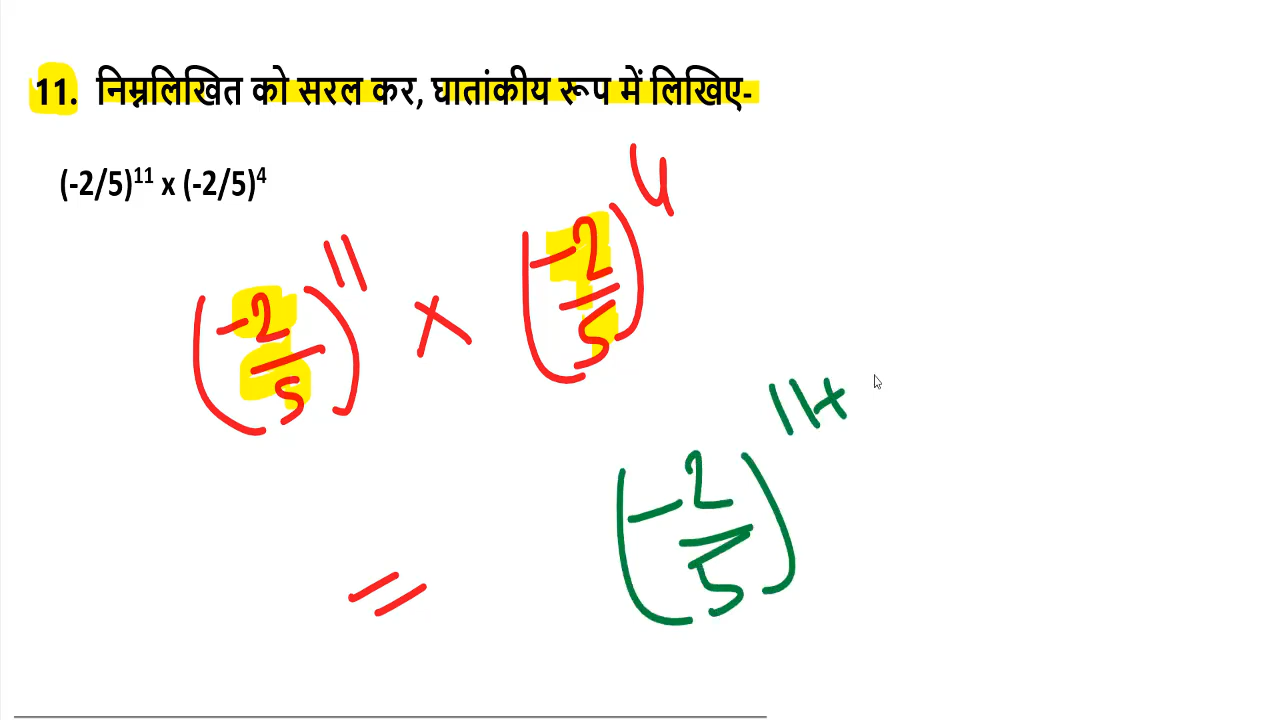 11. निम्नलिखित को सरल कर, घातांकीय रूप में लिखिए-
(-2/5)¹¹ x (-2/5)⁴
(-2/5)¹¹ × (-2/5)⁴
= (-2/5)¹¹⁺